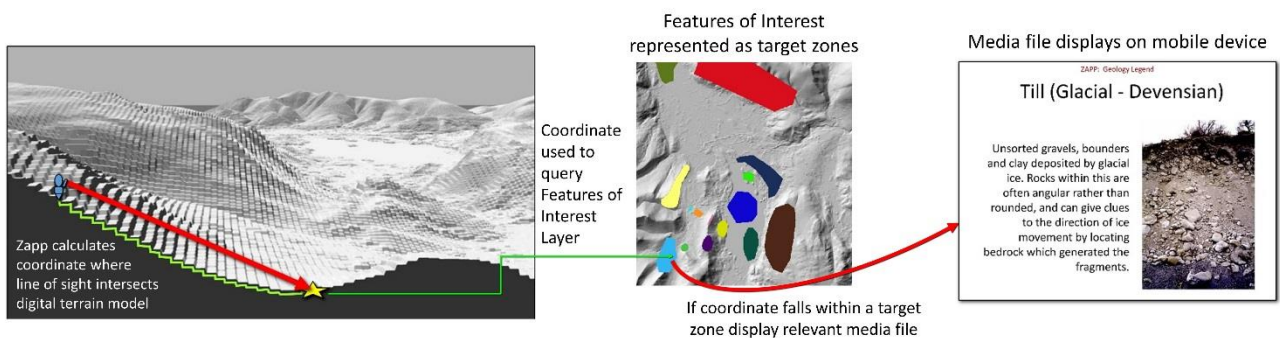 Features of Interest
represented as target zones
Media file displays on mobile device
Zapp calculates
coordinate where
line of sight intersects
digital terrain model
Coordinate
used to
query
Features of
Interest
Layer
If coordinate falls within a target
zone display relevant media file
ZAPP: Geology Legend
Till (Glacial - Devensian)
Unsorted gravels, bounders
and clay deposited by glacial
ice. Rocks within this are
often angular rather than
rounded, and can give clues
to the direction of ice
movement by locating
bedrock which generated the
fragments.